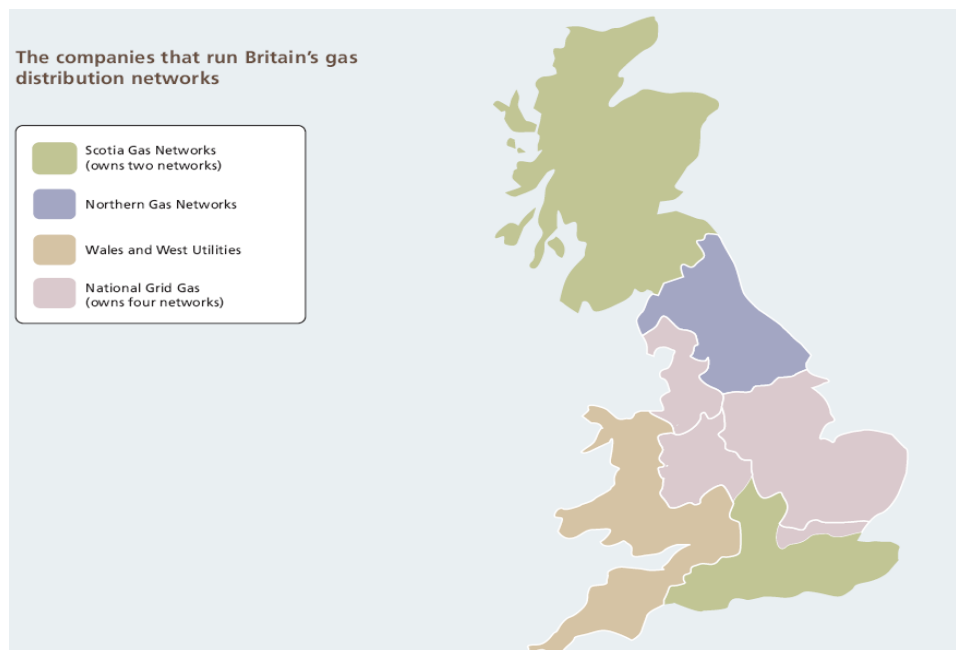 The companies that run Britain’s gas
distribution networks
Scotia Gas Networks
(owns two networks)
Northern Gas Networks
Wales and West Utilities
National Grid Gas
(owns four networks)